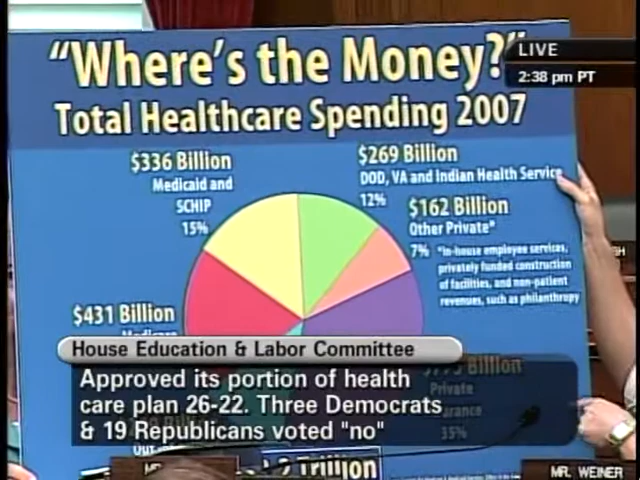 "Where's the Money?"
Total Healthcare Spending 2007
LIVE
2:38 pm PT
$336 Billion
Medicaid and
SCHIP
15%
$269 Billion
DOD, VA and Indian Health Service
12%
$162 Billion
Other Private*
7%
*In-house employee services,
privately funded construction
of facilities, and non-patient
revenues, such as philanthropy
$431 Billion
Medicare
House Education & Labor Committee
Billion
Private
35%
Approved its portion of health
care plan 26-22. Three Democrats
& 19 Republicans voted "no"
Trillion
MR. WEINER